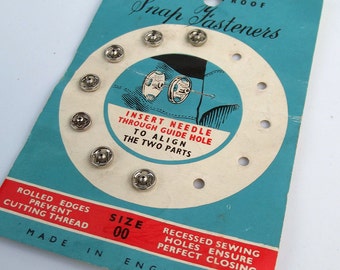 PROOF
Snap Fasteners
INSERT NEEDLE
THROUGH GUIDE HOLE
TO ALIGN
THE TWO PARTS
ROLLED EDGES
PREVENT
CUTTING THREAD
SIZE
00
RECESSED SEWING
HOLES ENSURE
PERFECT CLOSING
MADE IN ENG